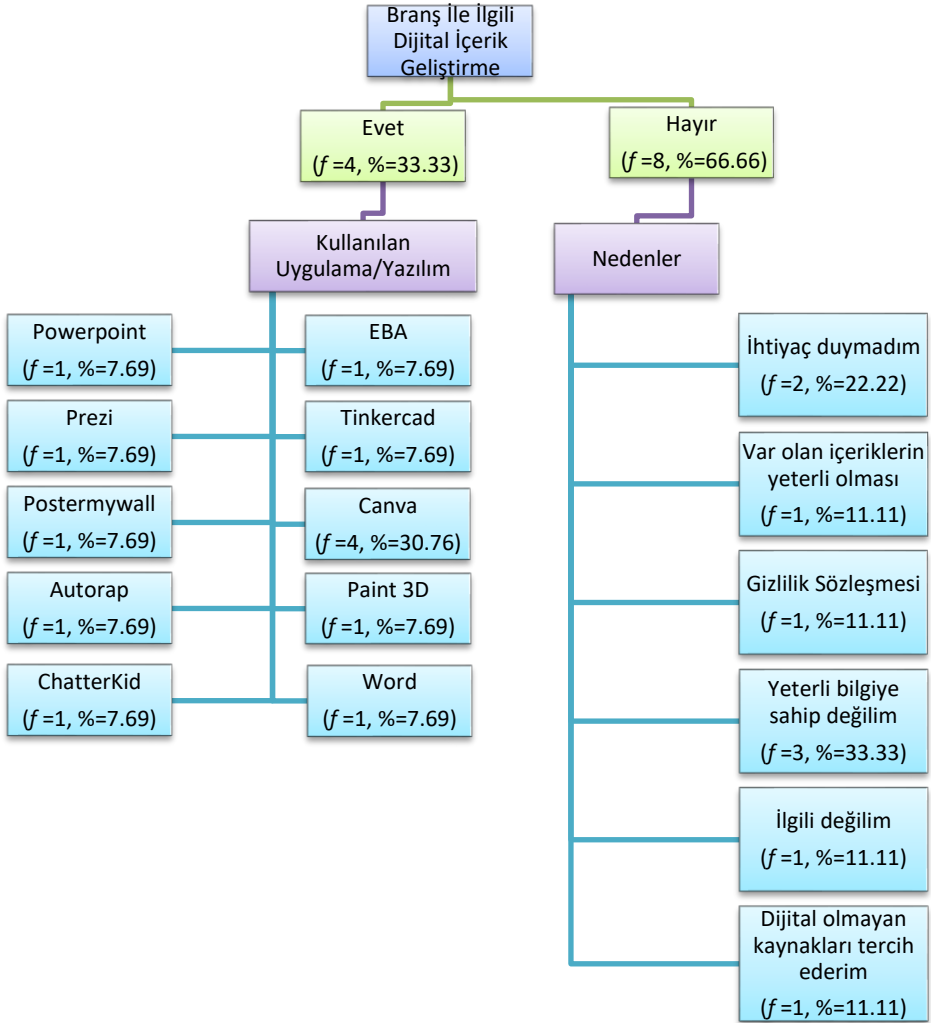 Branş İle İlgili
Dijital İçerik
Geliştirme
Evet
(f =4, %=33.33)
Hayır
(f =8, %=66.66)
Kullanılan
Uygulama/Yazılım
Nedenler
Powerpoint
(f =1, %=7.69)
EBA
(f =1, %=7.69)
Prezi
(f =1, %=7.69)
Tinkercad
(f =1, %=7.69)
Postermywall
(f =1, %=7.69)
Canva
(f =4, %=30.76)
Autorap
(f =1, %=7.69)
Paint 3D
(f =1, %=7.69)
ChatterKid
(f =1, %=7.69)
Word
(f =1, %=7.69)
İhtiyaç duymadım
(f =2, %=22.22)
Var olan içeriklerin
yeterli olması
(f =1, %=11.11)
Gizlilik Sözleşmesi
(f =1, %=11.11)
Yeterli bilgiye
sahip değilim
(f =3, %=33.33)
İlgili değilim
(f =1, %=11.11)
Dijital olmayan
kaynakları tercih
ederim
(f =1, %=11.11)